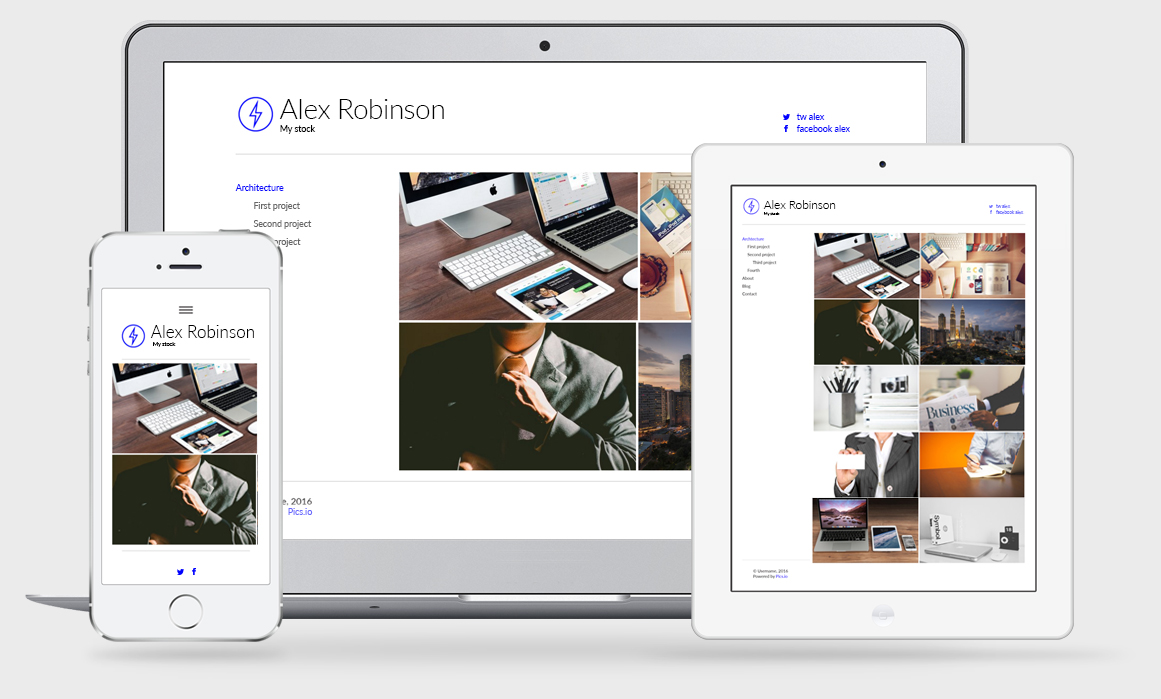 Alex Robinson
My stock
tw alex
facebook alex
Architecture
First project
Second project
project
e, 2016
Pics.io
Alex Robinson
My stock
Alex Robinson
My stock
tw alex
facebook alex
Architecture
First project
Second project
Third project
Fourth
About
Blog
Contact
Business
Symbol
© Username, 2016
Powered by Pics.io